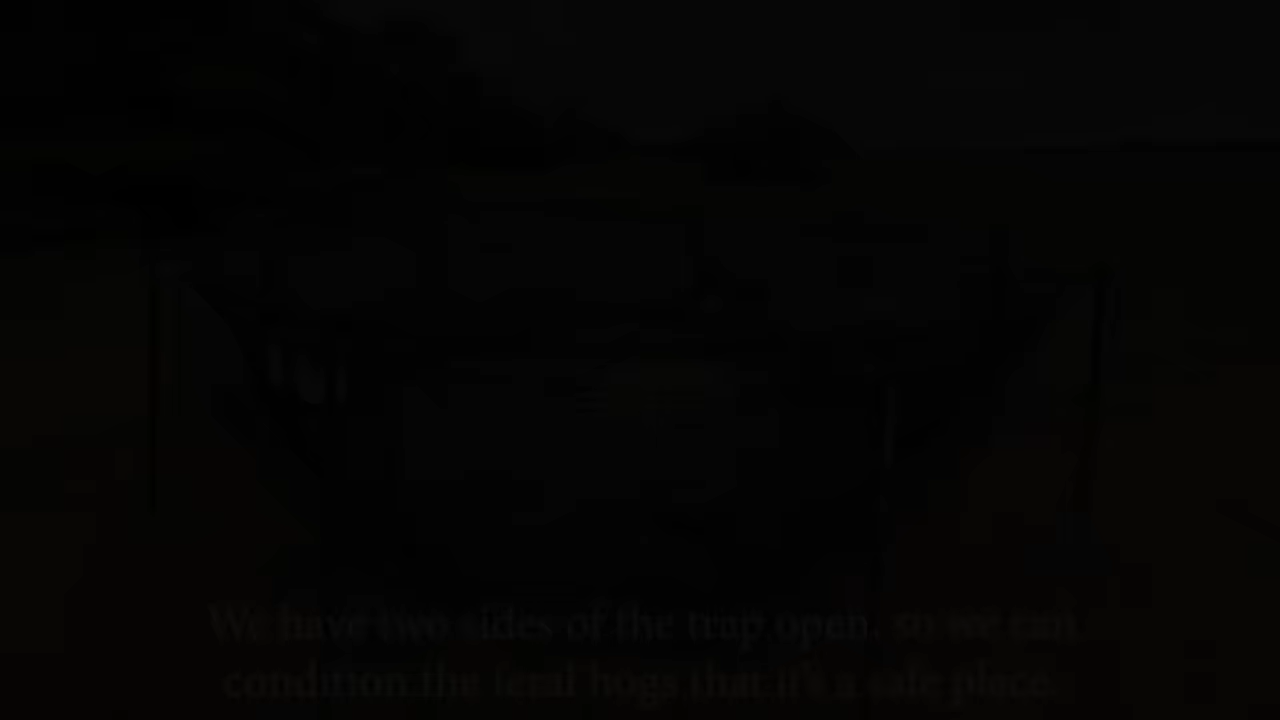 We have two sides of the trap open, so we can
condition the feral hogs that it's a safe place.